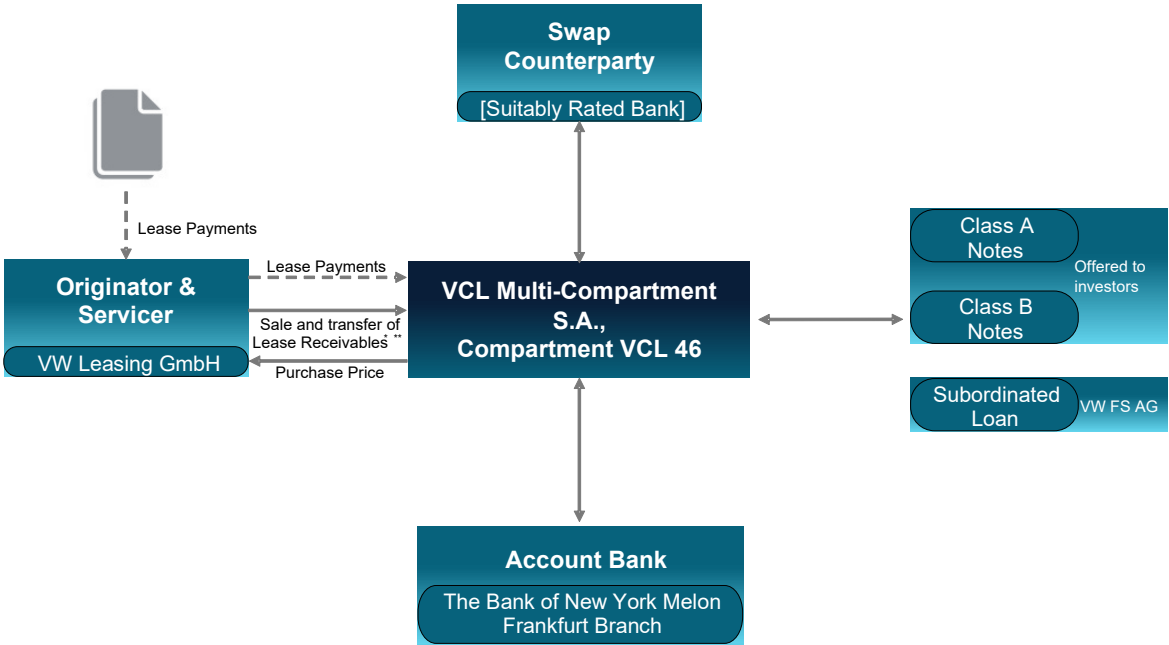 Swap
Counterparty
[Suitably Rated Bank]
Lease Payments
Originator &
Servicer
VW Leasing GmbH
Lease Payments
Sale and transfer of
Lease Receivables* **
Purchase Price
VCL Multi-Compartment
S.A.,
Compartment VCL 46
Class A
Notes
Offered to
investors
Class B
Notes
Subordinated
Loan
VW FS AG
Account Bank
The Bank of New York Melon
Frankfurt Branch